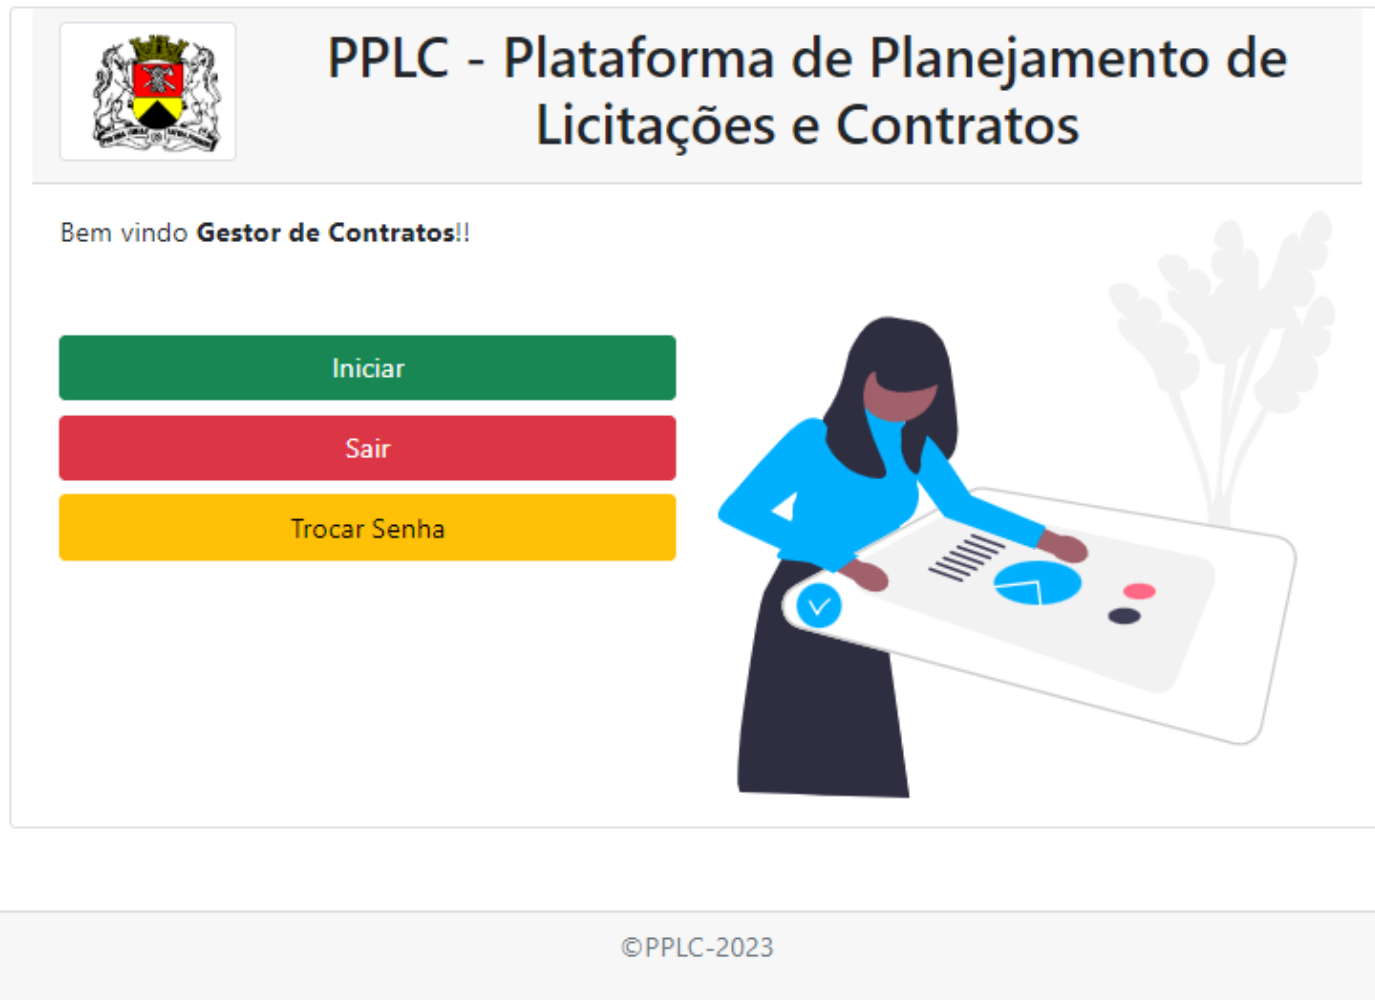 PPLC - Plataforma de Planejamento de
Licitações e Contratos
Bem vindo Gestor de Contratos!!
Iniciar
Sair
Trocar Senha
©PPLC-2023